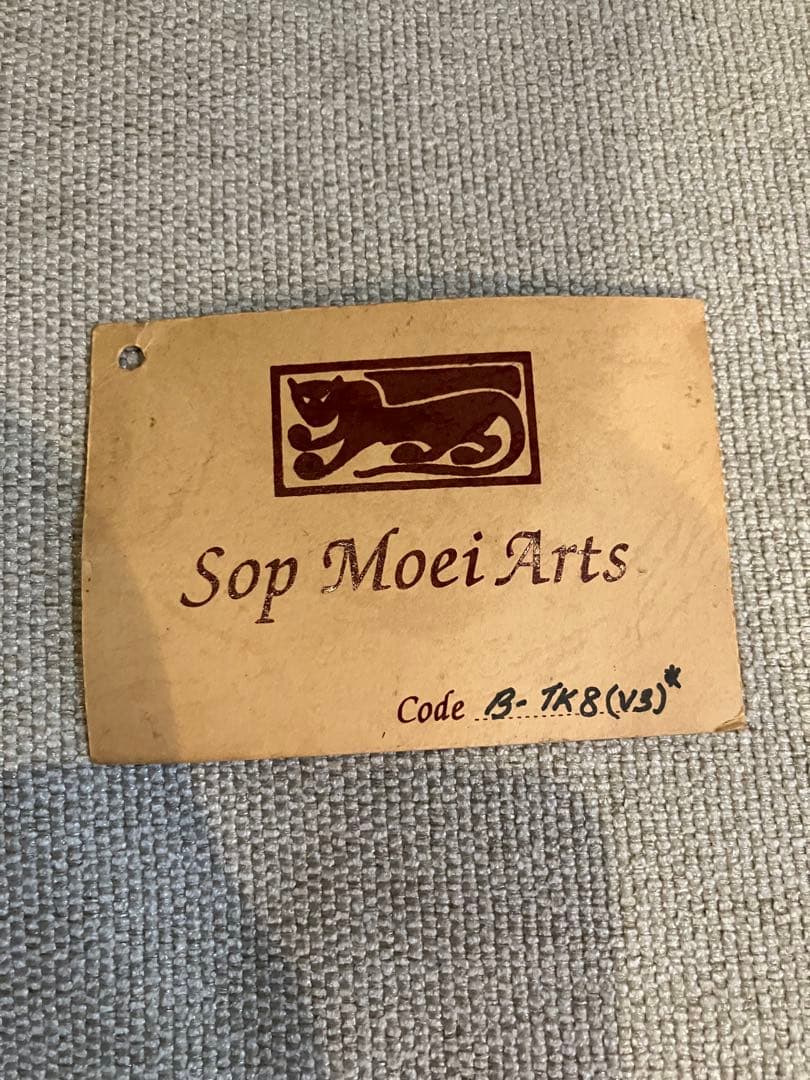 Sop Moei Arts
Code B-TK8(V3)*